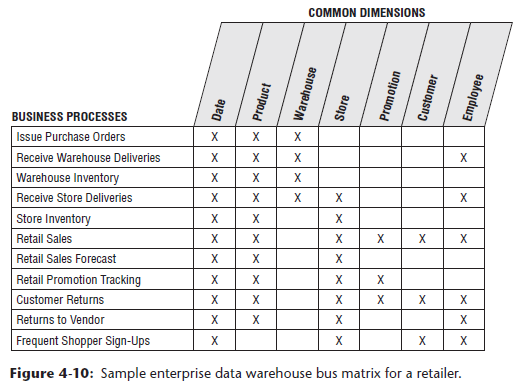 COMMON DIMENSIONS
BUSINESS PROCESSES Date Product Warehouse Store Promotion Customer Employee
Issue Purchase Orders X X X
Receive Warehouse Deliveries X X X X
Warehouse Inventory X X X
Receive Store Deliveries X X X X X
Store Inventory X X X
Retail Sales X X X X X X
Retail Sales Forecast X X X
Retail Promotion Tracking X X X X
Customer Returns X X X X X X
Returns to Vendor X X X X
Frequent Shopper Sign-Ups X X X X
Figure 4-10: Sample enterprise data warehouse bus matrix for a retailer.